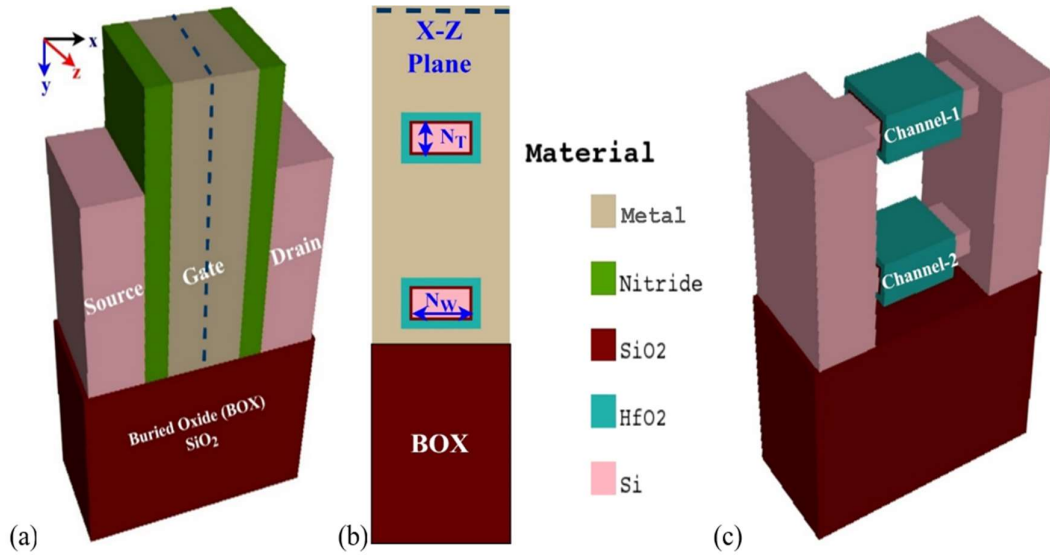 x
y
z
Source
Gate
Drain
Buried Oxide (BOX)
SiO2
(a)
X-Z
Plane
NT
NW
BOX
(b)
Material
Metal
Nitride
SiO2
HfO2
Si
Channel-1
Channel-2
(c)